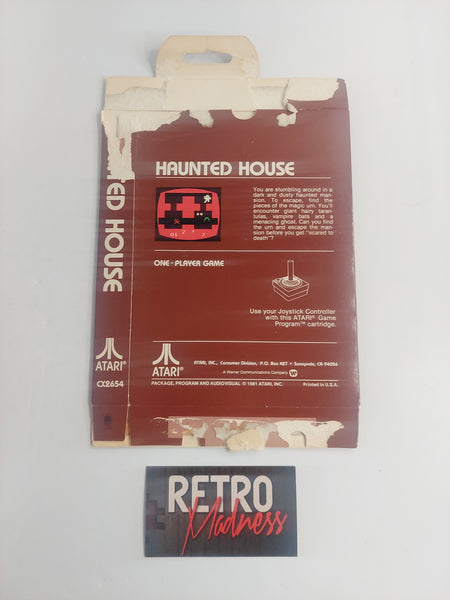 HAUNTED HOUSE
You are stumbling around in a
dark and dusty haunted man-
sion. To escape, find the
pieces of the magic urn. You'll
encounter giant hairy taran-
tulas, vampire bats and a
menacing ghost. Can you find
the urn and escape the man-
sion before you get "scared to
death"?
ONE-PLAYER GAME
Use your Joystick Controller
with this ATARI® Game
Program™ cartridge.
ATARI®
ATARI, INC., Consumer Division, P.O. Box 427 • Sunnyvale, CA 94086
A Warner Communications Company
PACKAGE, PROGRAM AND AUDIOVISUAL © 1981 ATARI, INC.
Printed in U.S.A.
TED HOUSE
ATARI®
CX2654
RETRO
Madness